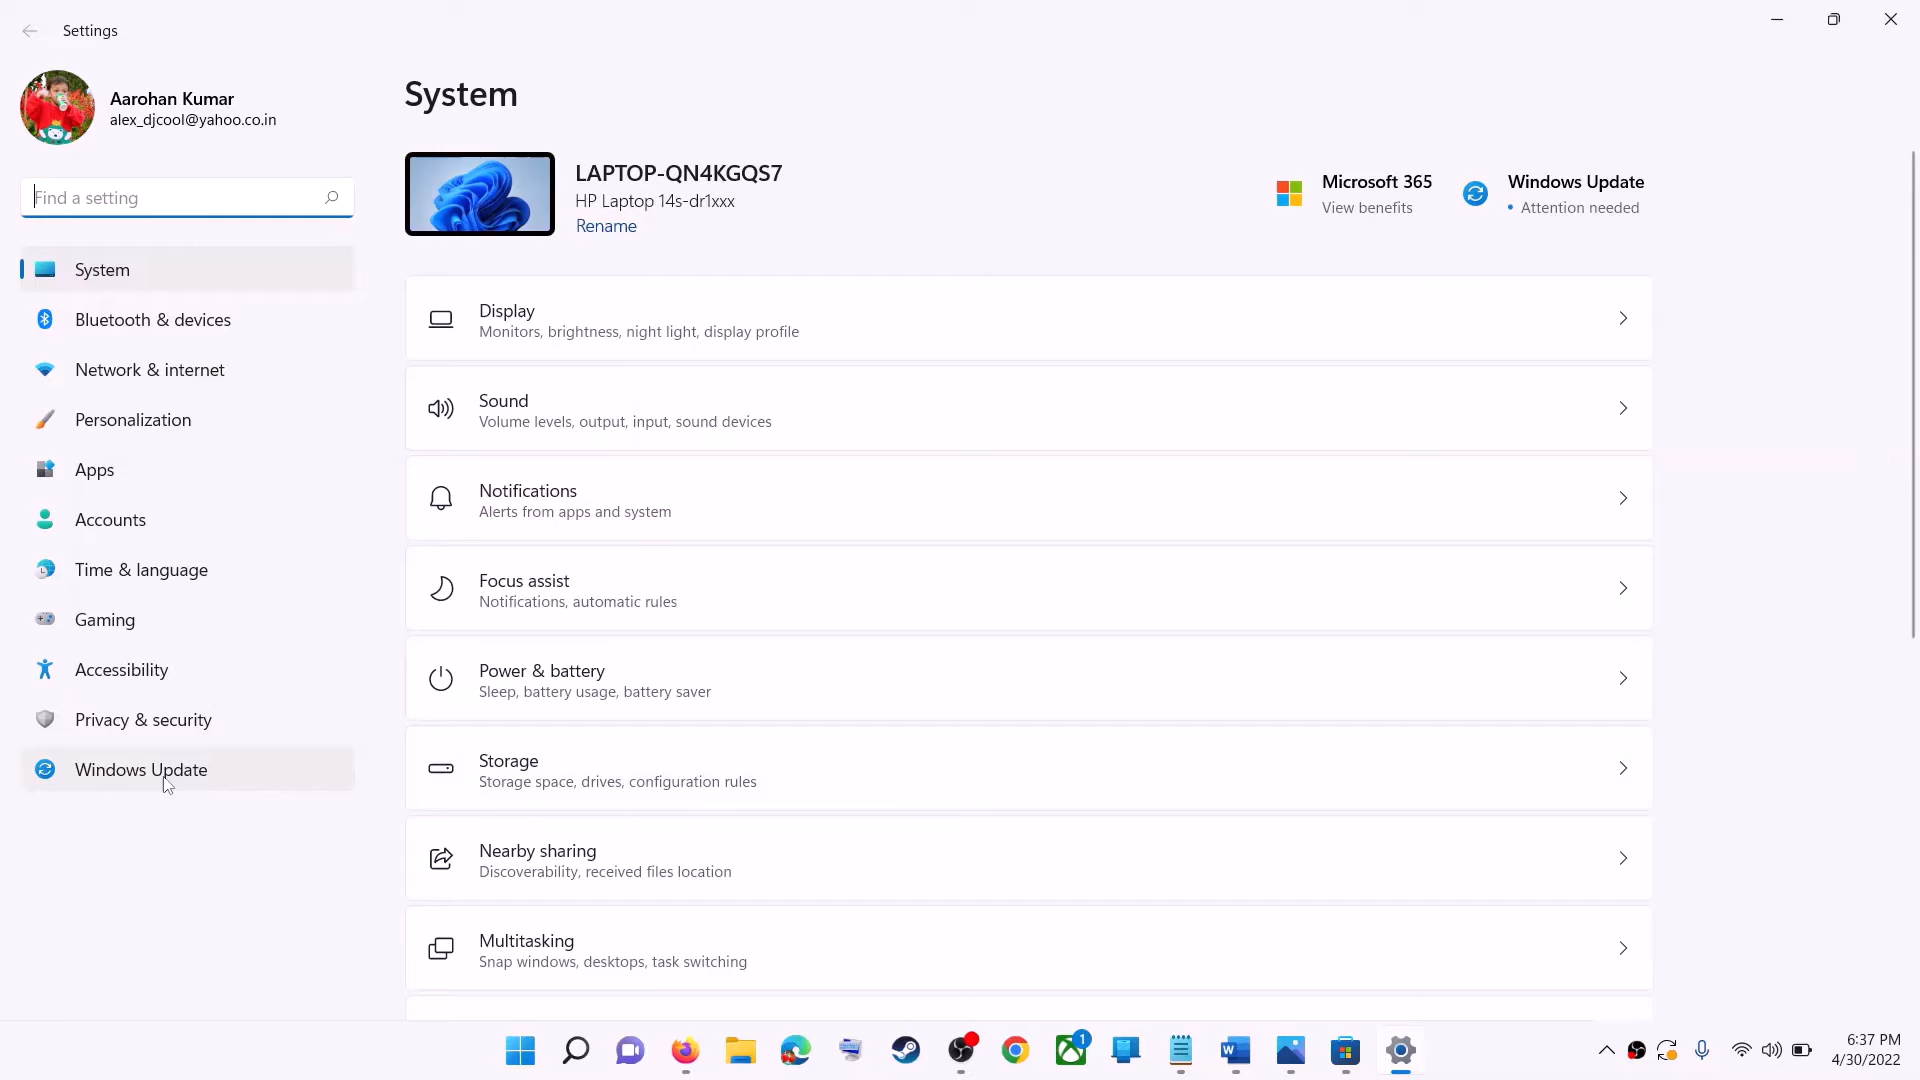 Settings
Aarohan Kumar
alex_djcool@yahoo.co.in
Find a setting
System
Bluetooth & devices
Network & internet
Personalization
Apps
Accounts
Time & language
Gaming
Accessibility
Privacy & security
Windows Update
System
LAPTOP-QN4KGQS7
HP Laptop 14s-dr1xxx
Rename
Microsoft 365
View benefits
Windows Update
• Attention needed
Display
Monitors, brightness, night light, display profile
Sound
Volume levels, output, input, sound devices
Notifications
Alerts from apps and system
Focus assist
Notifications, automatic rules
Power & battery
Sleep, battery usage, battery saver
Storage
Storage space, drives, configuration rules
Nearby sharing
Discoverability, received files location
Multitasking
Snap windows, desktops, task switching
1
6:37 PM
4/30/2022